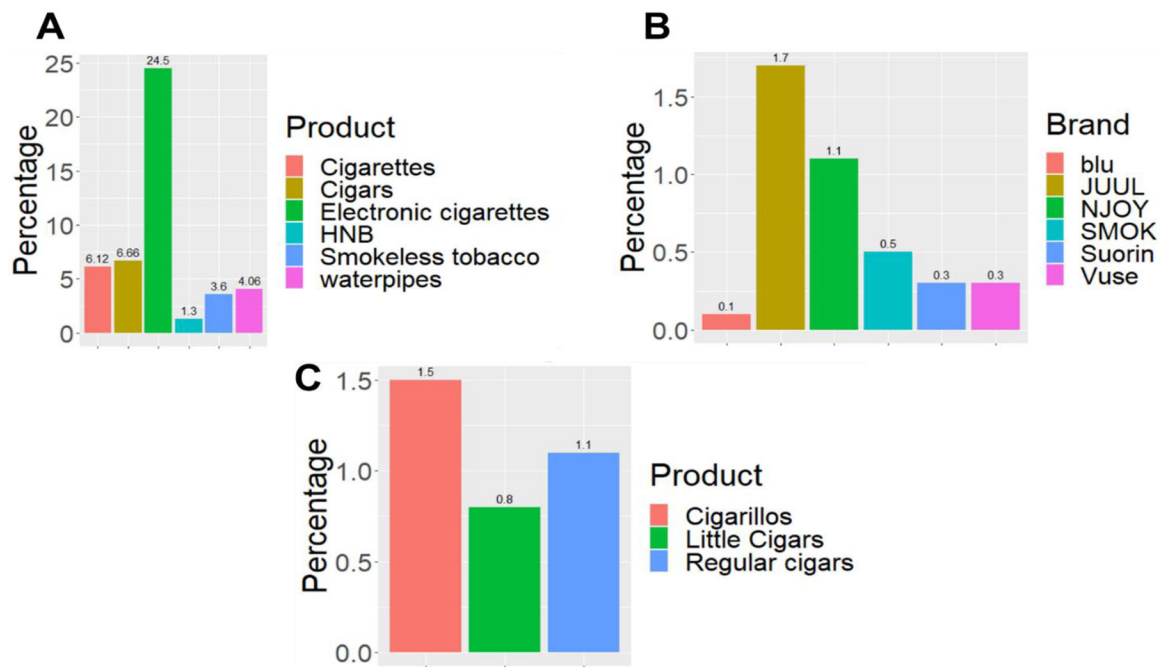 A
Percentage
25
20
15
10
5
0
6.12
6.66
24.5
1.3
3.6
4.06
Product
Cigarettes
Cigars
Electronic cigarettes
HNB
Smokeless tobacco
waterpipes
B
Percentage
1.5
1.0
0.5
0.0
0.1
1.7
1.1
0.5
0.3
0.3
Brand
blu
JUUL
NJOY
SMOK
Suorin
Vuse
C
Percentage
1.5
1.0
0.5
0.0
1.5
0.8
1.1
Product
Cigarillos
Little Cigars
Regular cigars